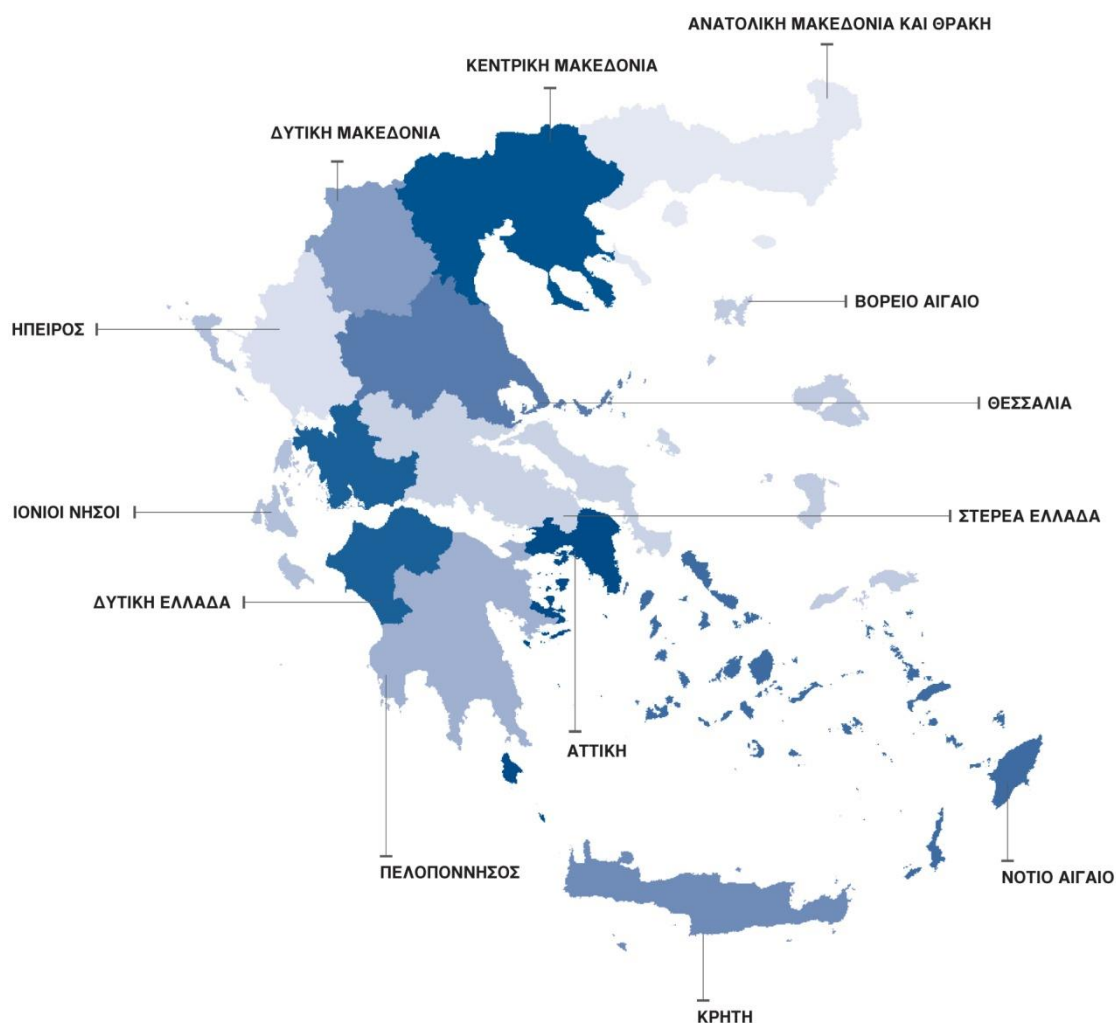 ΑΝΑΤΟΛΙΚΗ ΜΑΚΕΔΟΝΙΑ ΚΑΙ ΘΡΑΚΗ
ΚΕΝΤΡΙΚΗ ΜΑΚΕΔΟΝΙΑ
ΔΥΤΙΚΗ ΜΑΚΕΔΟΝΙΑ
ΒΟΡΕΙΟ ΑΙΓΑΙΟ
ΗΠΕΙΡΟΣ
ΘΕΣΣΑΛΙΑ
ΙΟΝΙΟΙ ΝΗΣΟΙ
ΣΤΕΡΕΑ ΕΛΛΑΔΑ
ΔΥΤΙΚΗ ΕΛΛΑΔΑ
ΑΤΤΙΚΗ
ΠΕΛΟΠΟΝΝΗΣΟΣ
ΝΟΤΙΟ ΑΙΓΑΙΟ
ΚΡΗΤΗ